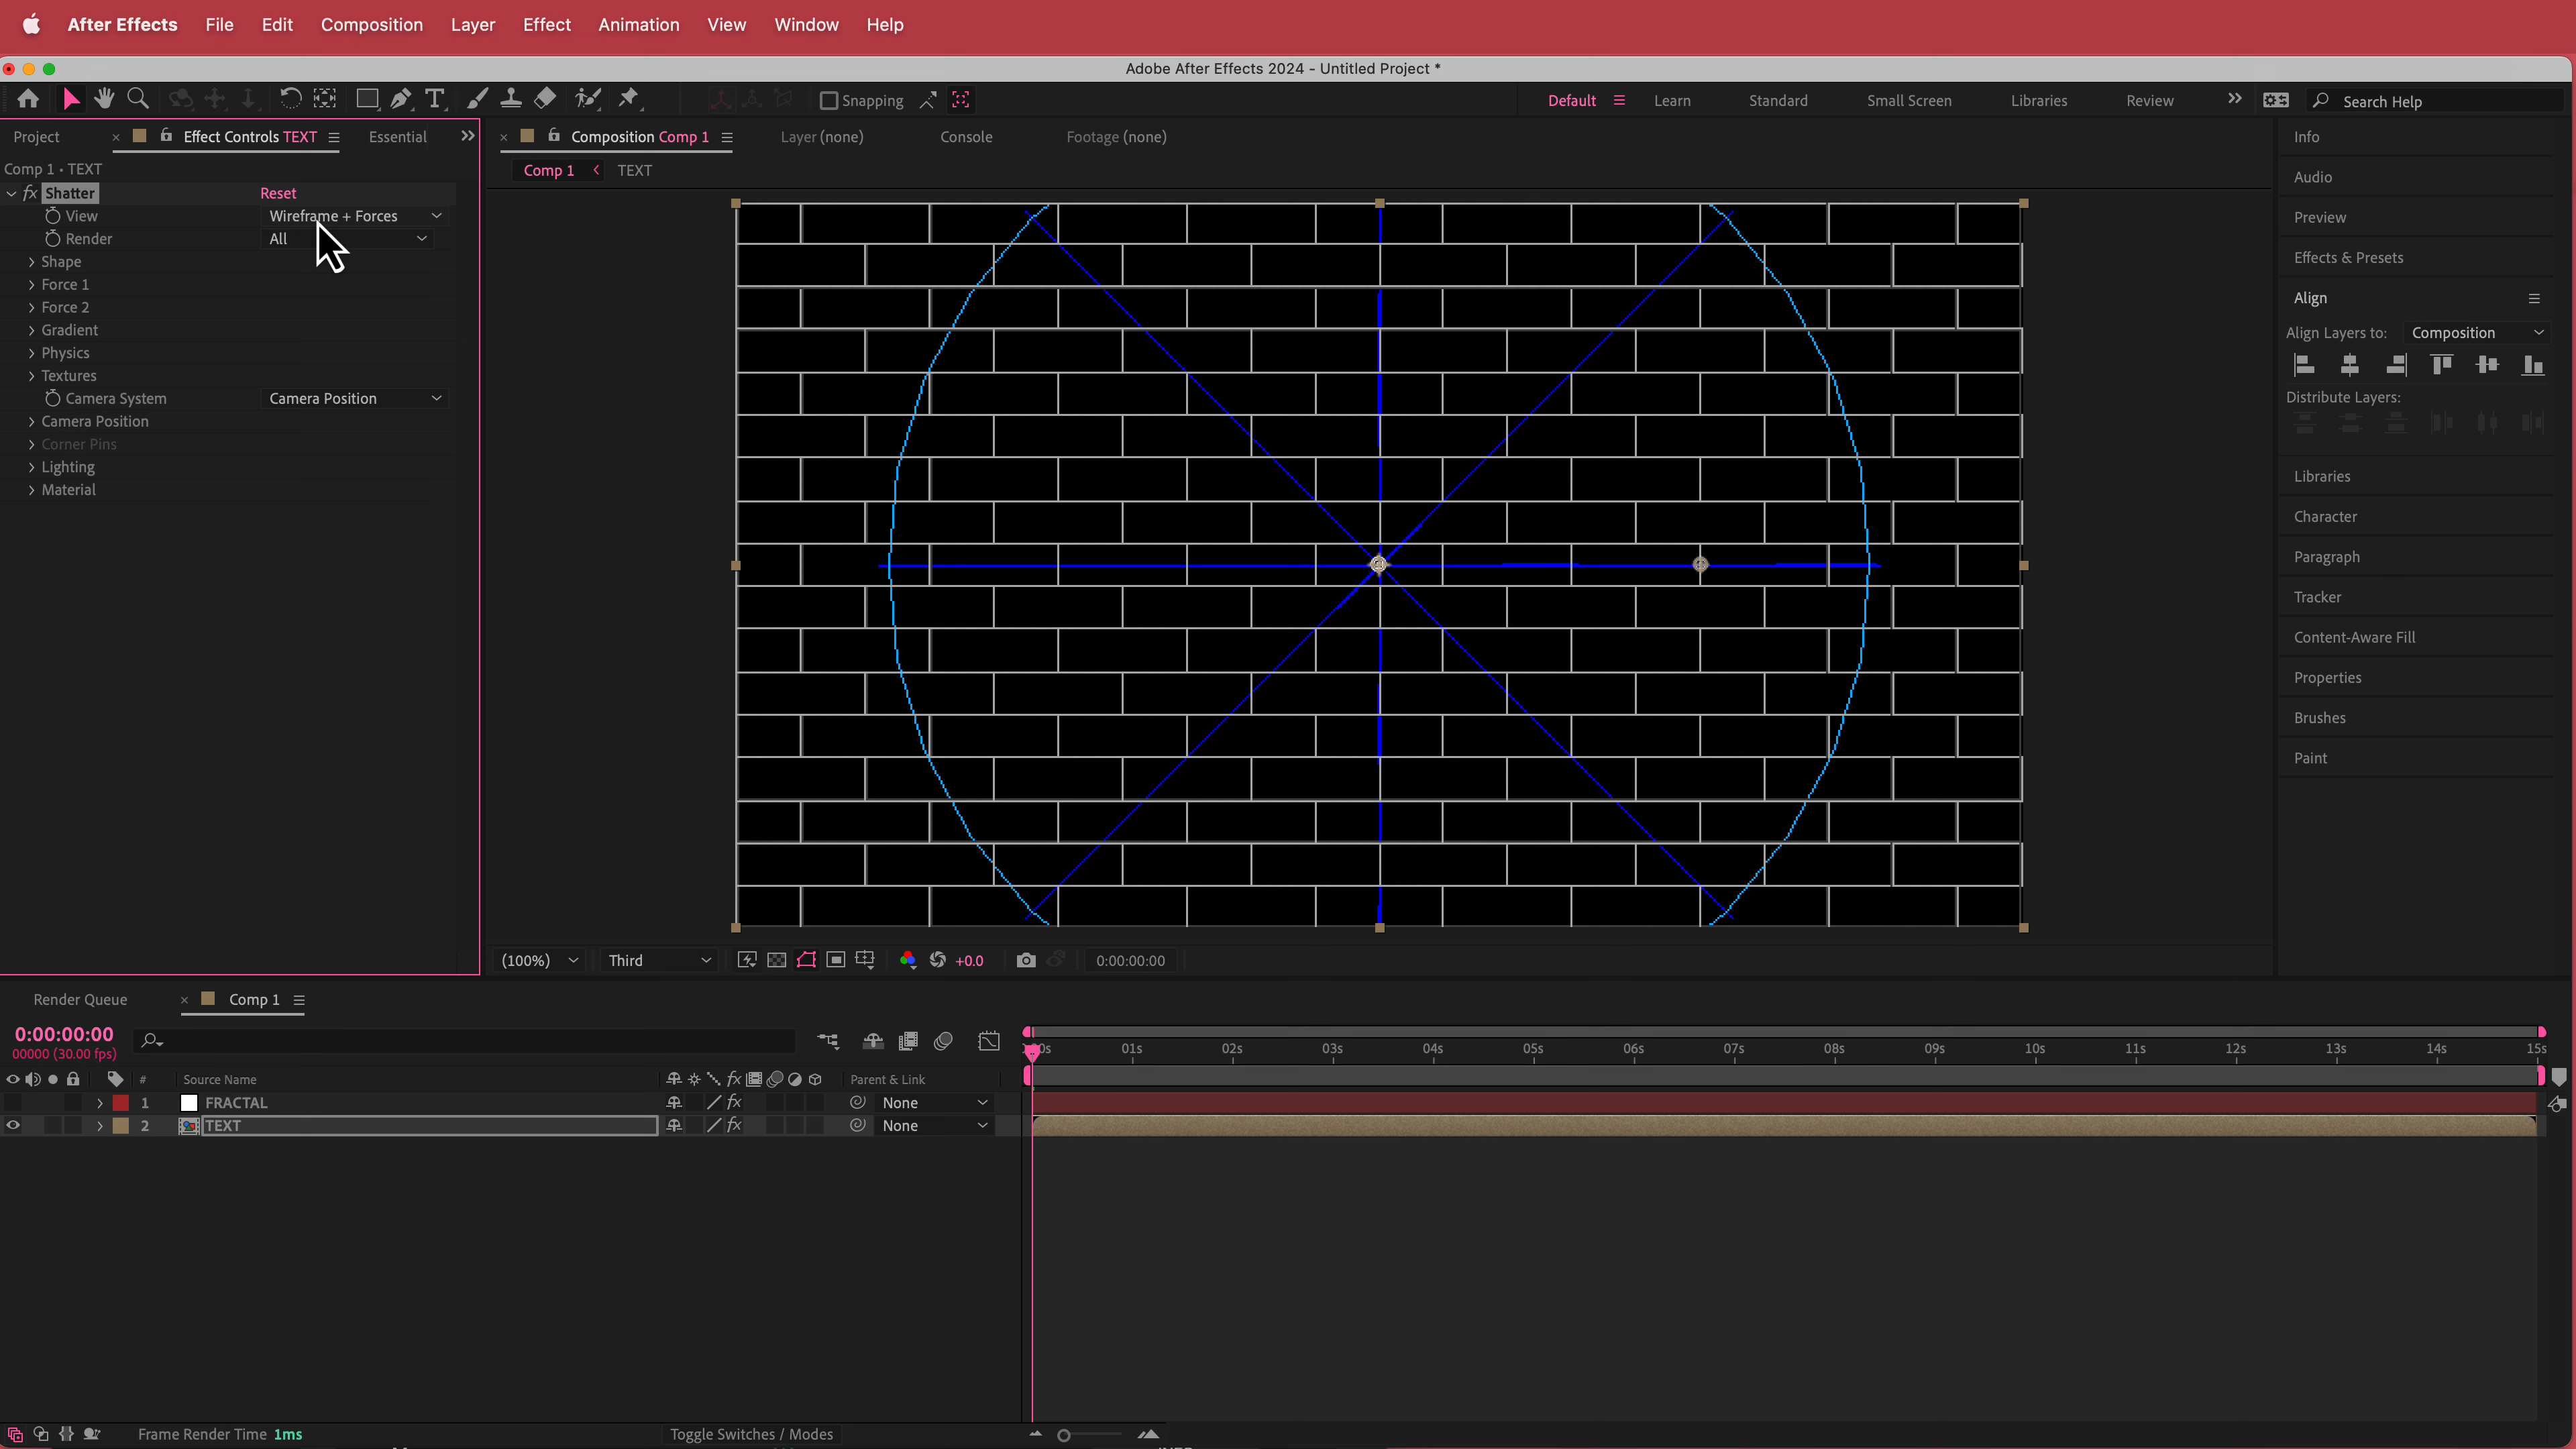 After Effects File Edit Composition Layer Effect Animation View Window Help
Adobe After Effects 2024 - Untitled Project *
Snapping Default Learn Standard Small Screen Libraries Review Search Help
Project Effect Controls TEXT Essential
Comp 1 • TEXT
fx Shatter Reset
View Wireframe + Forces
Render All
Shape
Force 1
Force 2
Gradient
Physics
Textures
Camera System Camera Position
Camera Position
Corner Pins
Lighting
Material
Composition Comp 1 Layer (none) Console Footage (none)
Comp 1 TEXT
(100%) Third +0.0 0:00:00:00
Info
Audio
Preview
Effects & Presets
Align
Align Layers to: Composition
Distribute Layers:
Libraries
Character
Paragraph
Tracker
Content-Aware Fill
Properties
Brushes
Paint
Render Queue Comp 1
0:00:00:00
00000 (30.00 fps)
01s 02s 03s 04s 05s 06s 07s 08s 09s 10s 11s 12s 13s 14s 15s
# Source Name fx Parent & Link
1 FRACTAL fx None
2 TEXT fx None
Frame Render Time 1ms Toggle Switches / Modes